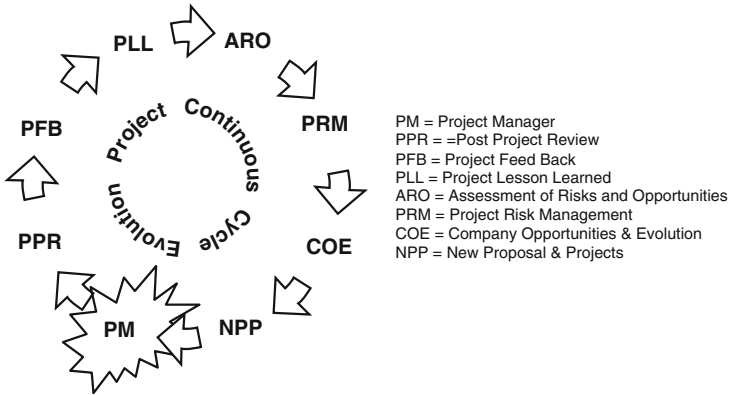 PLL
ARO
PRM
COE
NPP
PM
PPR
PFB
Project Continuous Cycle Evolution
PM = Project Manager
PPR = =Post Project Review
PFB = Project Feed Back
PLL = Project Lesson Learned
ARO = Assessment of Risks and Opportunities
PRM = Project Risk Management
COE = Company Opportunities & Evolution
NPP = New Proposal & Projects